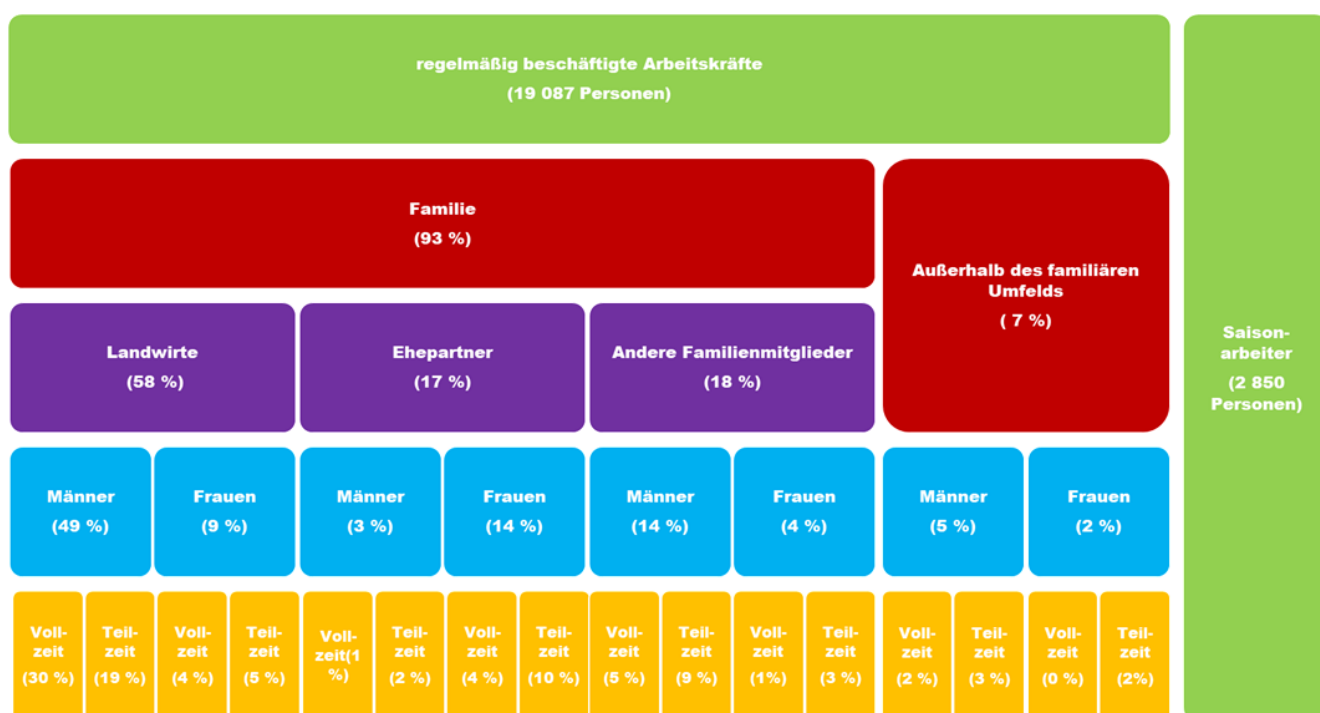 regelmäßig beschäftigte Arbeitskräfte
(19 087 Personen)
Familie
(93 %)
Außerhalb des familiären
Umfelds
( 7 %)
Saison-
arbeiter
(2 850
Personen)
Landwirte
(58 %)
Ehepartner
(17 %)
Andere Familienmitglieder
(18 %)
Männer
(49 %)
Frauen
(9 %)
Männer
(3 %)
Frauen
(14 %)
Männer
(14 %)
Frauen
(4 %)
Männer
(5 %)
Frauen
(2 %)
Voll-
zeit
(30 %)
Teil-
zeit
(19 %)
Voll-
zeit
(4 %)
Teil-
zeit
(5 %)
Voll-
zeit(1
%)
Teil-
zeit
(2 %)
Voll-
zeit
(4 %)
Teil-
zeit
(10 %)
Voll-
zeit
(5 %)
Teil-
zeit
(9 %)
Voll-
zeit
(1%)
Teil-
zeit
(3 %)
Voll-
zeit
(2 %)
Teil-
zeit
(3 %)
Voll-
zeit
(0 %)
Teil-
zeit
(2%)